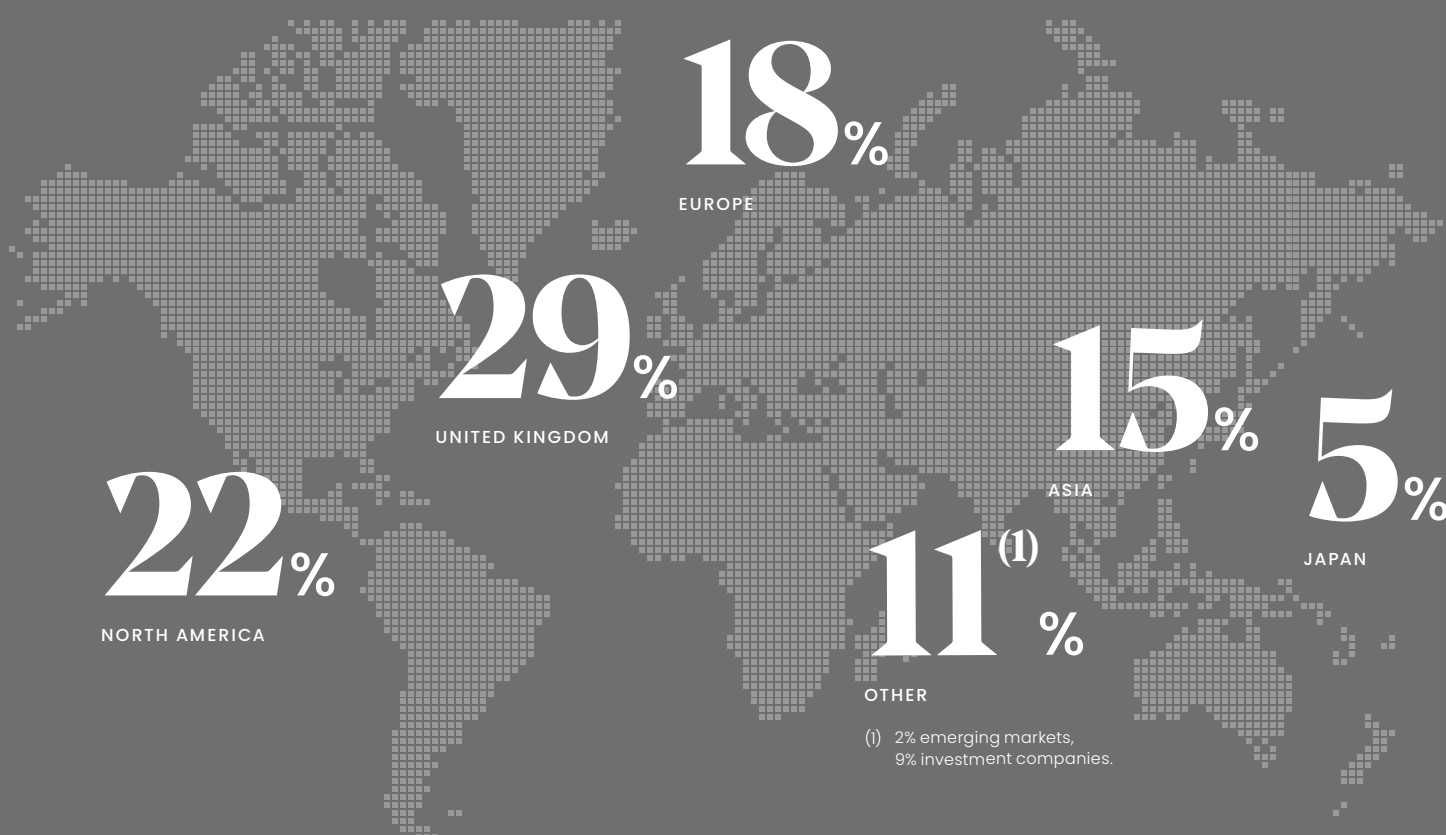 18%
EUROPE
29%
UNITED KINGDOM
15%
ASIA
5%
JAPAN
22%
NORTH AMERICA
11(1) %
OTHER
(1) 2% emerging markets,
9% investment companies.